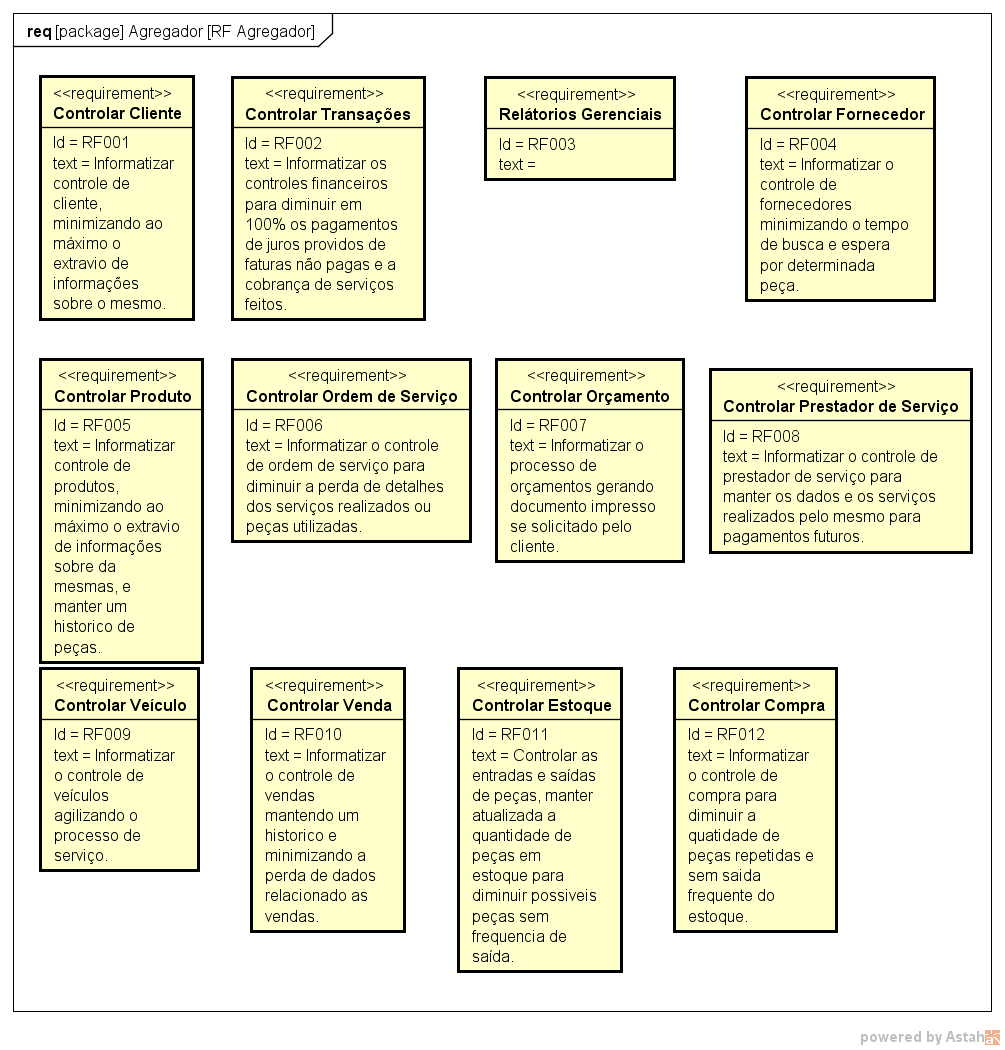 req [package] Agregador [RF Agregador]
<<requirement>>
Controlar Cliente
Id = RF001
text = Informatizar
controle de
cliente,
minimizando ao
máximo o
extravio de
informações
sobre o mesmo.
<<requirement>>
Controlar Transações
Id = RF002
text = Informatizar os
controles financeiros
para diminuir em
100% os pagamentos
de juros providos de
faturas não pagas e a
cobrança de serviços
feitos.
<<requirement>>
Relátorios Gerenciais
Id = RF003
text =
<<requirement>>
Controlar Fornecedor
Id = RF004
text = Informatizar o
controle de
fornecedores
minimizando o tempo
de busca e espera
por determinada
peça.
<<requirement>>
Controlar Produto
Id = RF005
text = Informatizar
controle de
produtos,
minimizando ao
máximo o extravio
de informações
sobre da
mesmas, e
manter um
historico de
peças.
<<requirement>>
Controlar Ordem de Serviço
Id = RF006
text = Informatizar o controle
de ordem de serviço para
diminuir a perda de detalhes
dos serviços realizados ou
peças utilizadas.
<<requirement>>
Controlar Orçamento
Id = RF007
text = Informatizar o
processo de
orçamentos gerando
documento impresso
se solicitado pelo
cliente.
<<requirement>>
Controlar Prestador de Serviço
Id = RF008
text = Informatizar o controle de
prestador de serviço para
manter os dados e os serviços
realizados pelo mesmo para
pagamentos futuros.
<<requirement>>
Controlar Veículo
Id = RF009
text = Informatizar
o controle de
veículos
agilizando o
processo de
serviço.
<<requirement>>
Controlar Venda
Id = RF010
text = Informatizar
o controle de
vendas
mantendo um
historico e
minimizando a
perda de dados
relacionado as
vendas.
<<requirement>>
Controlar Estoque
Id = RF011
text = Controlar as
entradas e saídas
de peças, manter
atualizada a
quantidade de
peças em
estoque para
diminuir possiveis
peças sem
frequencia de
saída.
<<requirement>>
Controlar Compra
Id = RF012
text = Informatizar
o controle de
compra para
diminuir a
quatidade de
peças repetidas e
sem saida
frequente do
estoque.
powered by Astah